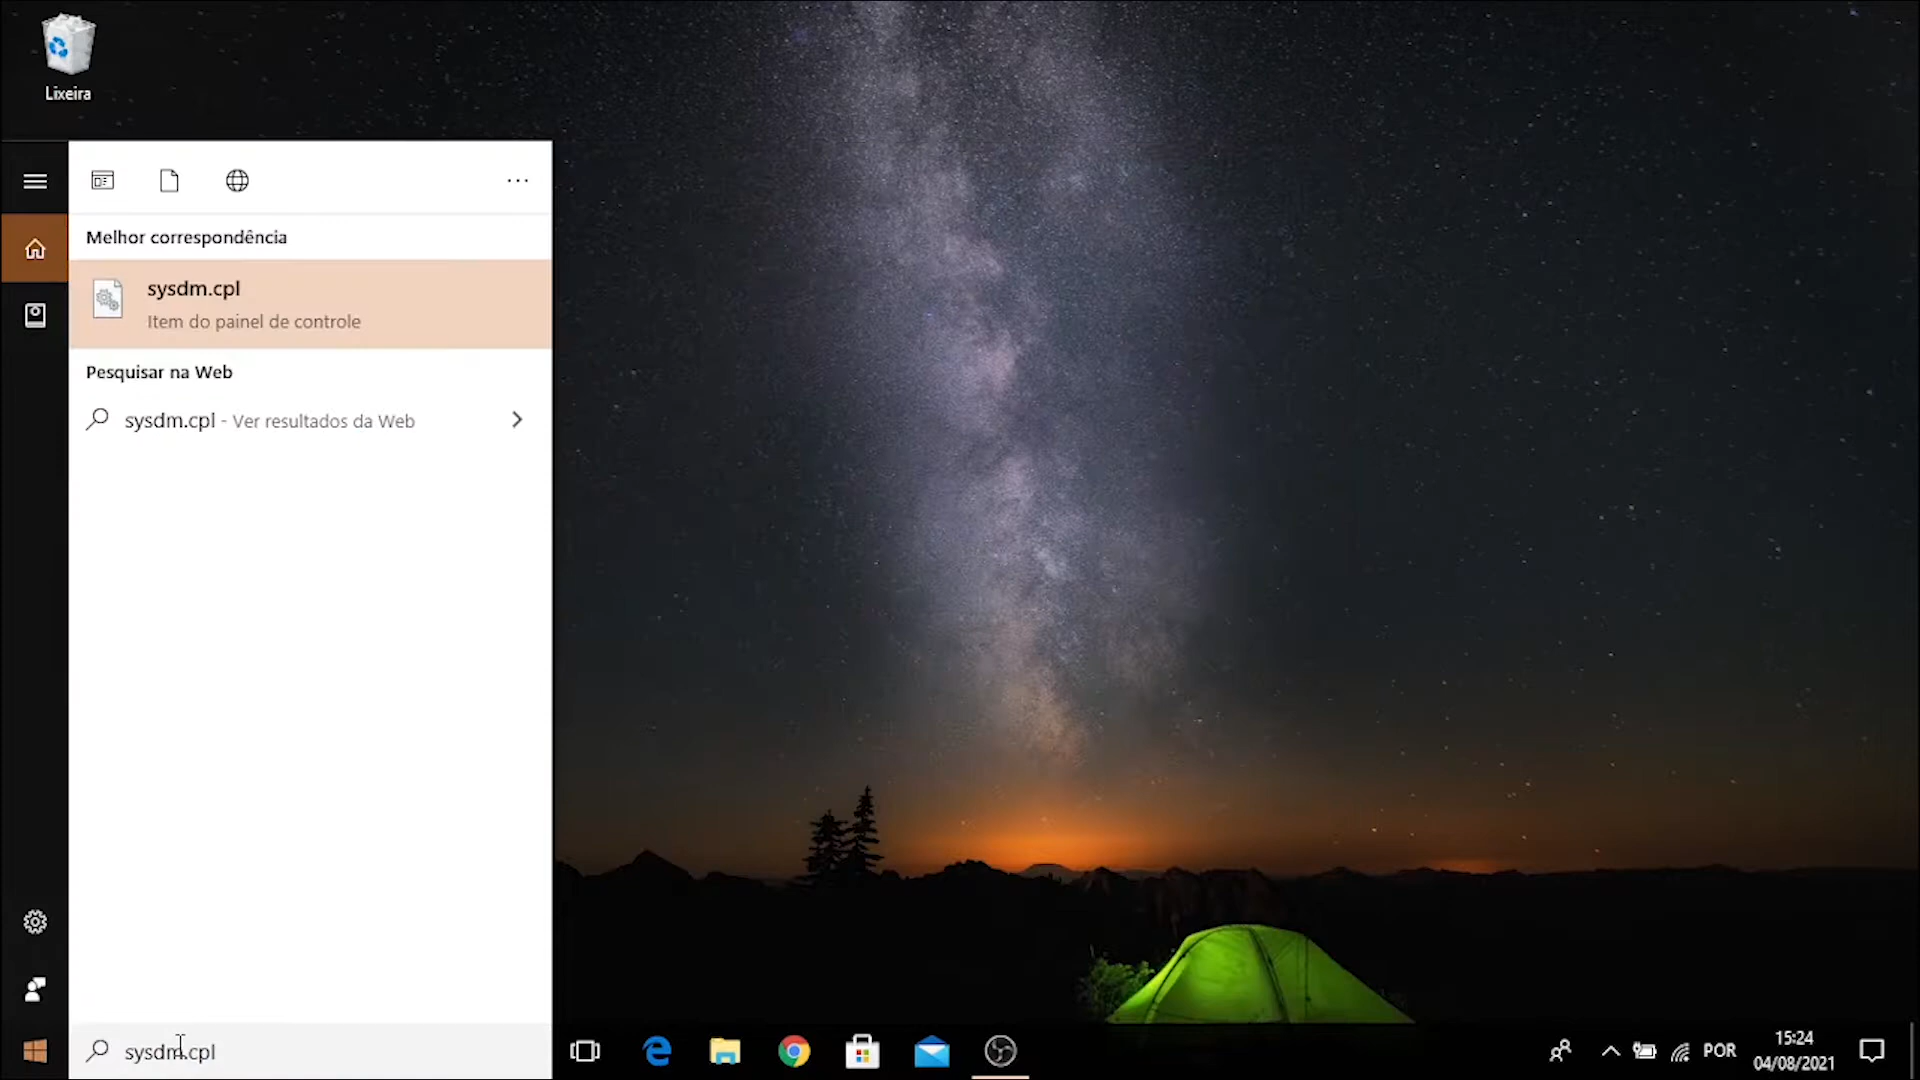 Lixeira
Melhor correspondência
sysdm.cpl
Item do painel de controle
Pesquisar na Web
sysdm.cpl - Ver resultados da Web
sysdm.cpl
POR
15:24
04/08/2021